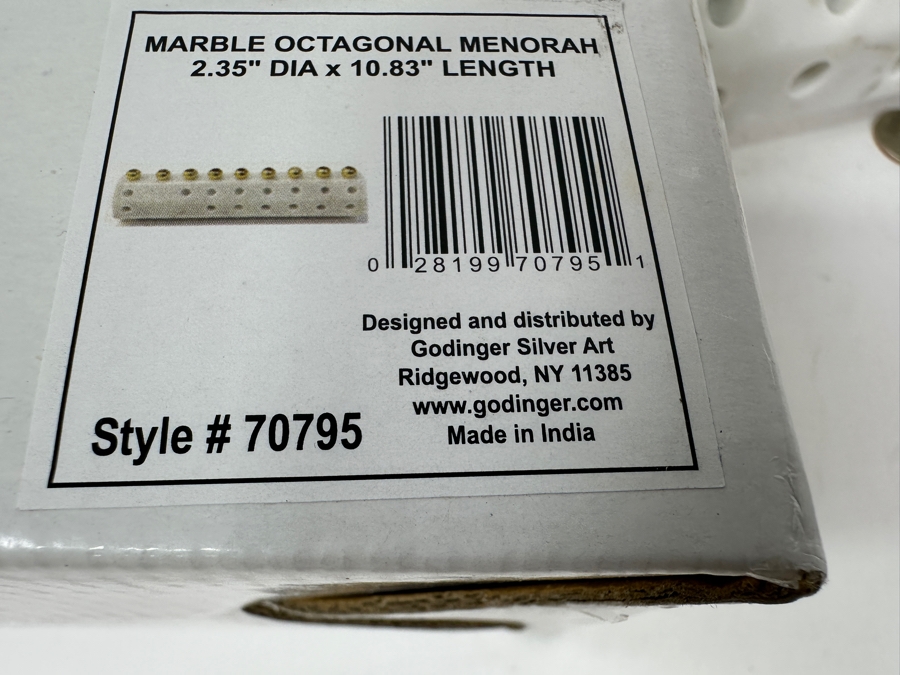 MARBLE OCTAGONAL MENORAH
2.35" DIA x 10.83" LENGTH
0 28199 70795 1
Designed and distributed by
Godinger Silver Art
Ridgewood, NY 11385
www.godinger.com
Made in India
Style # 70795